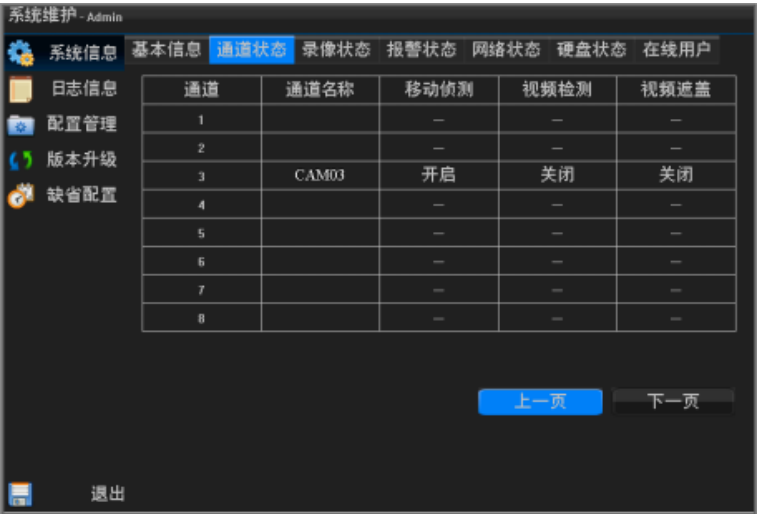 系统维护 - Admin
系统信息 基本信息 通道状态 录像状态 报警状态 网络状态 硬盘状态 在线用户
日志信息
配置管理
版本升级
缺省配置
通道 通道名称 移动侦测 视频检测 视频遮盖
1 — — —
2 — — —
3 CAM03 开启 关闭 关闭
4 — — —
5 — — —
6 — — —
7 — — —
8 — — —
上一页 下一页
退出